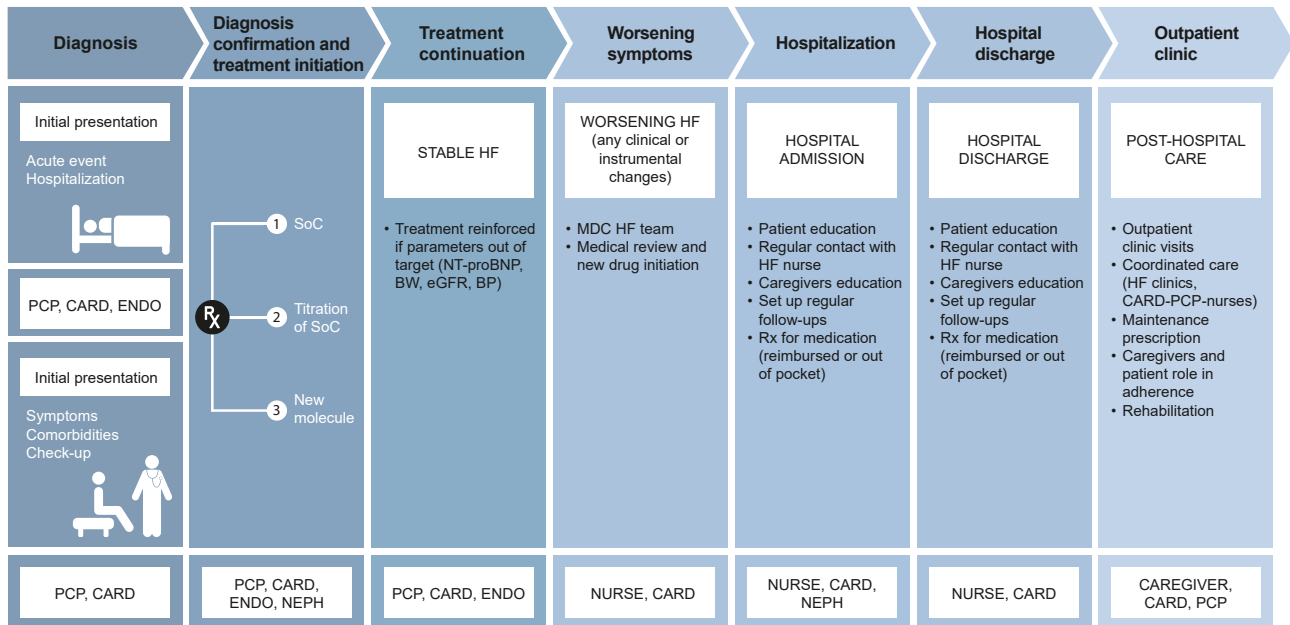 Diagnosis
Diagnosis
confirmation and
treatment initiation
Treatment
continuation
Worsening
symptoms
Hospitalization
Hospital
discharge
Outpatient
clinic
Initial presentation
Acute event
Hospitalization
PCP, CARD, ENDO
Initial presentation
Symptoms
Comorbidities
Check-up
PCP, CARD
Rx
1 SoC
2 Titration
of SoC
3 New
molecule
PCP, CARD,
ENDO, NEPH
STABLE HF
• Treatment reinforced
if parameters out of
target (NT-proBNP,
BW, eGFR, BP)
PCP, CARD, ENDO
WORSENING HF
(any clinical or
instrumental
changes)
• MDC HF team
• Medical review and
new drug initiation
NURSE, CARD
HOSPITAL
ADMISSION
• Patient education
• Regular contact with
HF nurse
• Caregivers education
• Set up regular
follow-ups
• Rx for medication
(reimbursed or out
of pocket)
NURSE, CARD,
NEPH
HOSPITAL
DISCHARGE
• Patient education
• Regular contact with
HF nurse
• Caregivers education
• Set up regular
follow-ups
• Rx for medication
(reimbursed or out
of pocket)
NURSE, CARD
POST-HOSPITAL
CARE
• Outpatient
clinic visits
• Coordinated care
(HF clinics,
CARD-PCP-nurses)
• Maintenance
prescription
• Caregivers and
patient role in
adherence
• Rehabilitation
CAREGIVER,
CARD, PCP